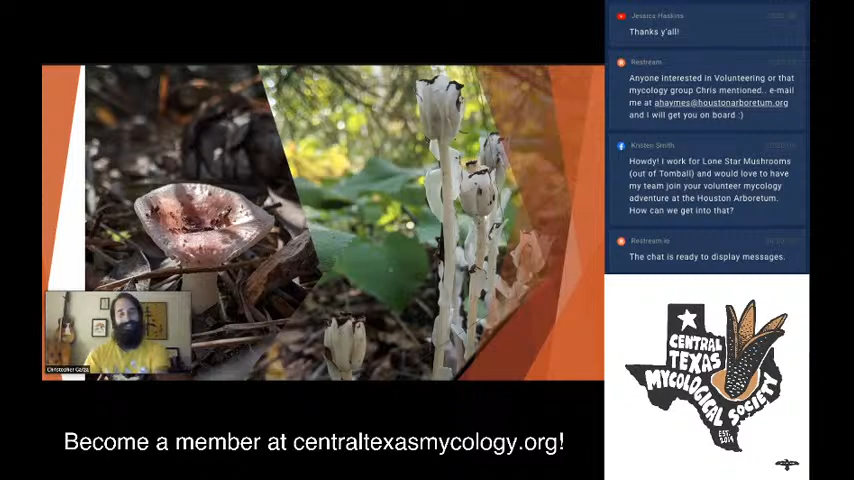 Jessica Haskins
Thanks y'all!
Restream
Anyone interested in Volunteering or that
mycology group Chris mentioned.. e-mail
me at ahaymes@houstonarboretum.org
and I will get you on board :)
Kristen Smith
Howdy! I work for Lone Star Mushrooms
(out of Tomball) and would love to have
my team join your volunteer mycology
adventure at the Houston Arboretum.
How can we get into that?
Restream.io
The chat is ready to display messages.
Christopher Garza
CENTRAL
TEXAS
MYCOLOGICAL SOCIETY
EST.
2019
Become a member at centraltexasmycology.org!